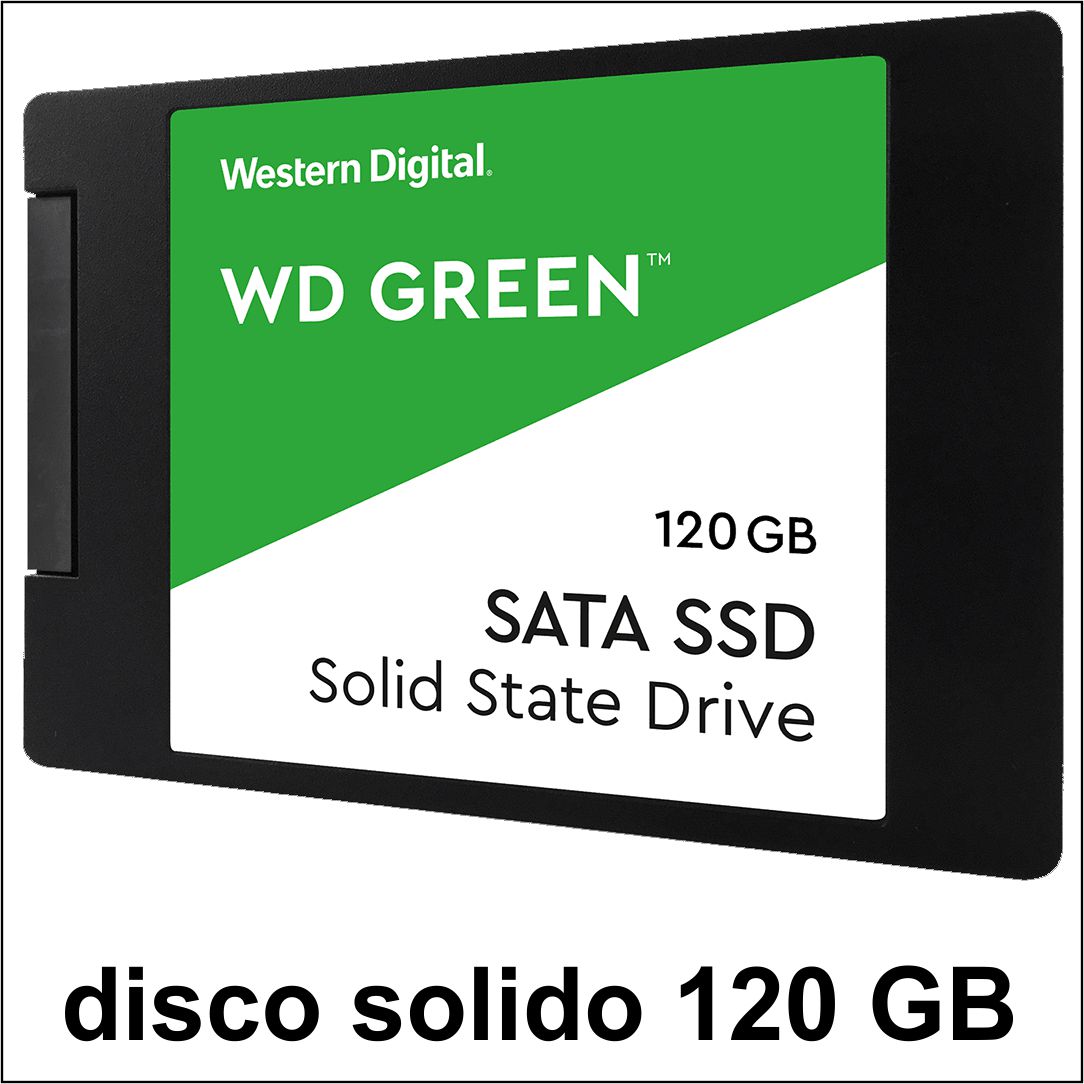 Western Digital®
WD GREEN™
120 GB
SATA SSD
Solid State Drive
disco solido 120 GB